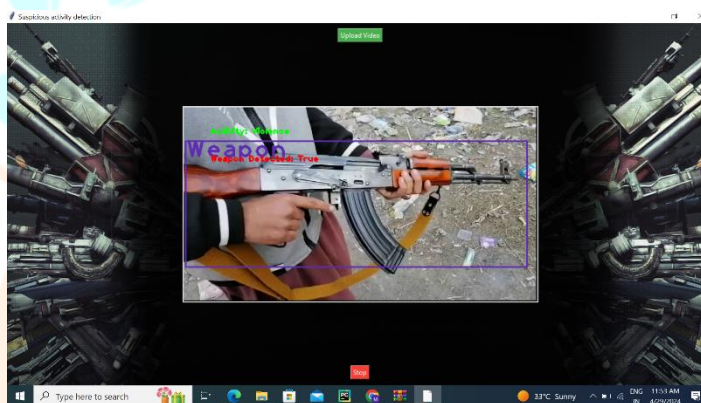 Suspicious activity detection
Upload Video
Activity: Violence
Weapon
Weapon Detected: True
Stop
Type here to search
33°C Sunny
ENG
11:53 AM
IN
4/29/2024